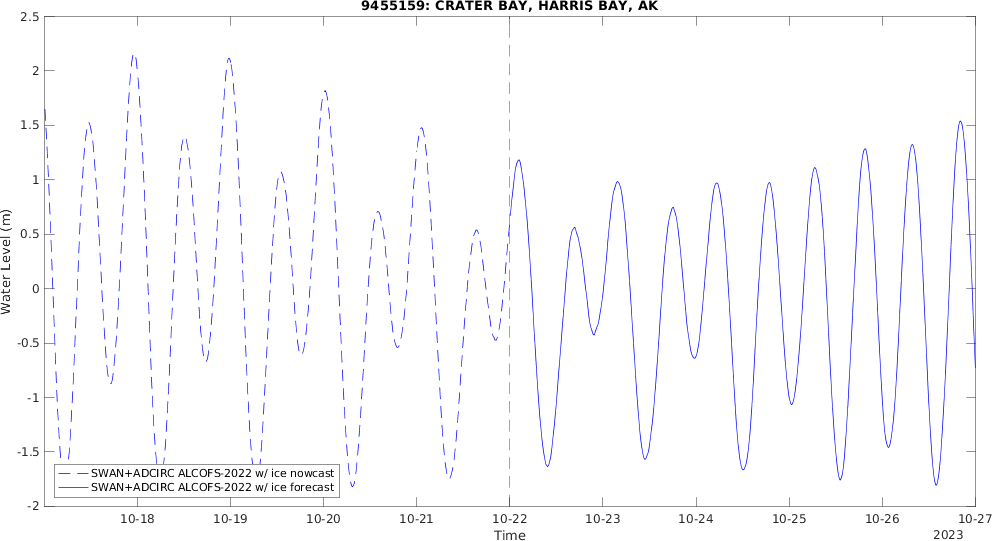 9455159: CRATER BAY, HARRIS BAY, AK
2.5
2
1.5
1
0.5
0
-0.5
-1
-1.5
-2
Water Level (m)
SWAN+ADCIRC ALCOFS-2022 w/ ice nowcast
SWAN+ADCIRC ALCOFS-2022 w/ ice forecast
10-18 10-19 10-20 10-21 10-22 10-23 10-24 10-25 10-26 10-27
Time
2023